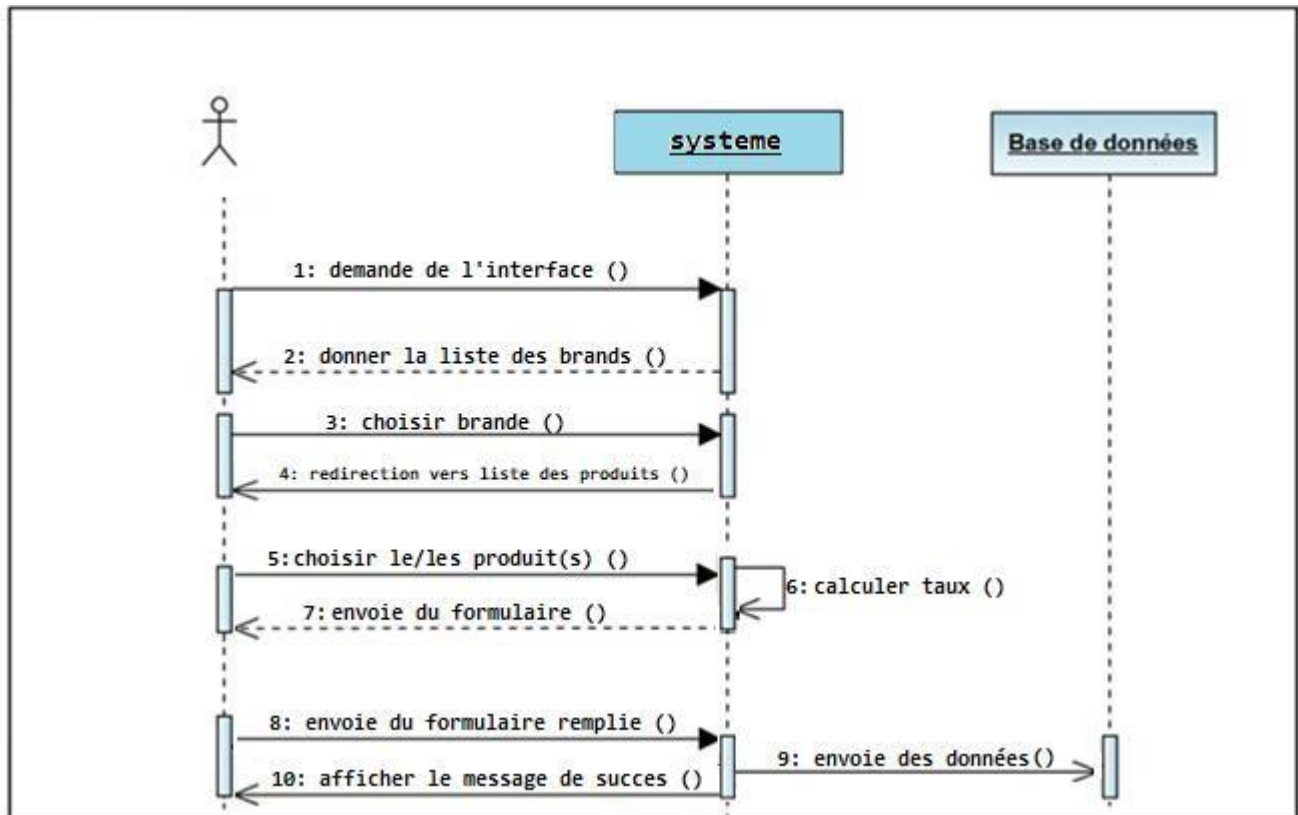 systeme
Base de données
1: demande de l'interface ()
2: donner la liste des brands ()
3: choisir brande ()
4: redirection vers liste des produits ()
5:choisir le/les produit(s) ()
6:calculer taux ()
7:envoie du formulaire ()
8: envoie du formulaire remplie ()
9: envoie des données()
10: afficher le message de succes ()